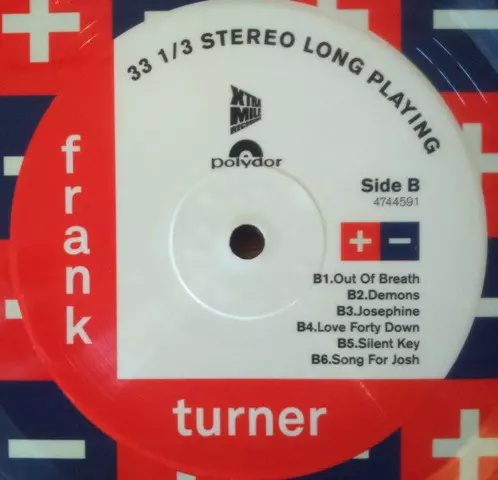 33 1/3 STEREO LONG PLAYING
XTRA
MILE
RECORDINGS
polydor
Side B
4744591
+ −
B1.Out Of Breath
B2.Demons
B3.Josephine
B4.Love Forty Down
B5.Silent Key
B6.Song For Josh
frank
turner